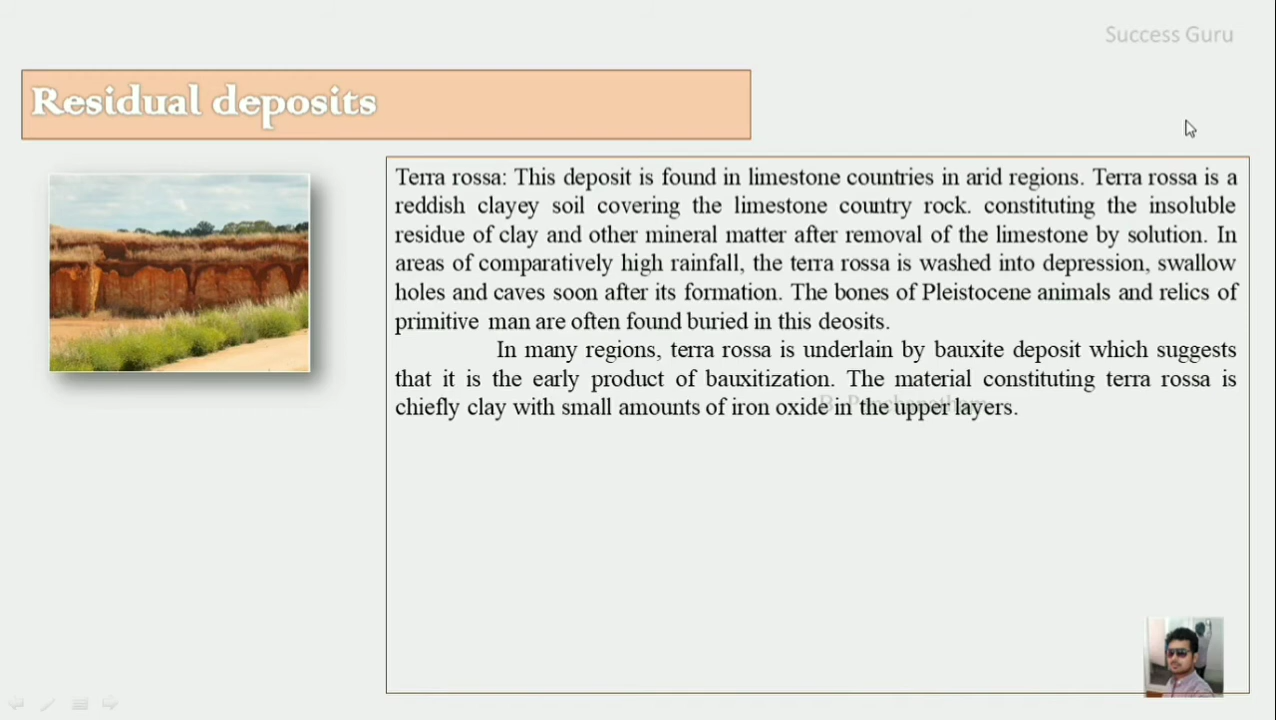 Success Guru
Residual deposits
Terra rossa: This deposit is found in limestone countries in arid regions. Terra rossa is a
reddish clayey soil covering the limestone country rock. constituting the insoluble
residue of clay and other mineral matter after removal of the limestone by solution. In
areas of comparatively high rainfall, the terra rossa is washed into depression, swallow
holes and caves soon after its formation. The bones of Pleistocene animals and relics of
primitive man are often found buried in this deosits.
In many regions, terra rossa is underlain by bauxite deposit which suggests
that it is the early product of bauxitization. The material constituting terra rossa is
chiefly clay with small amounts of iron oxide in the upper layers.